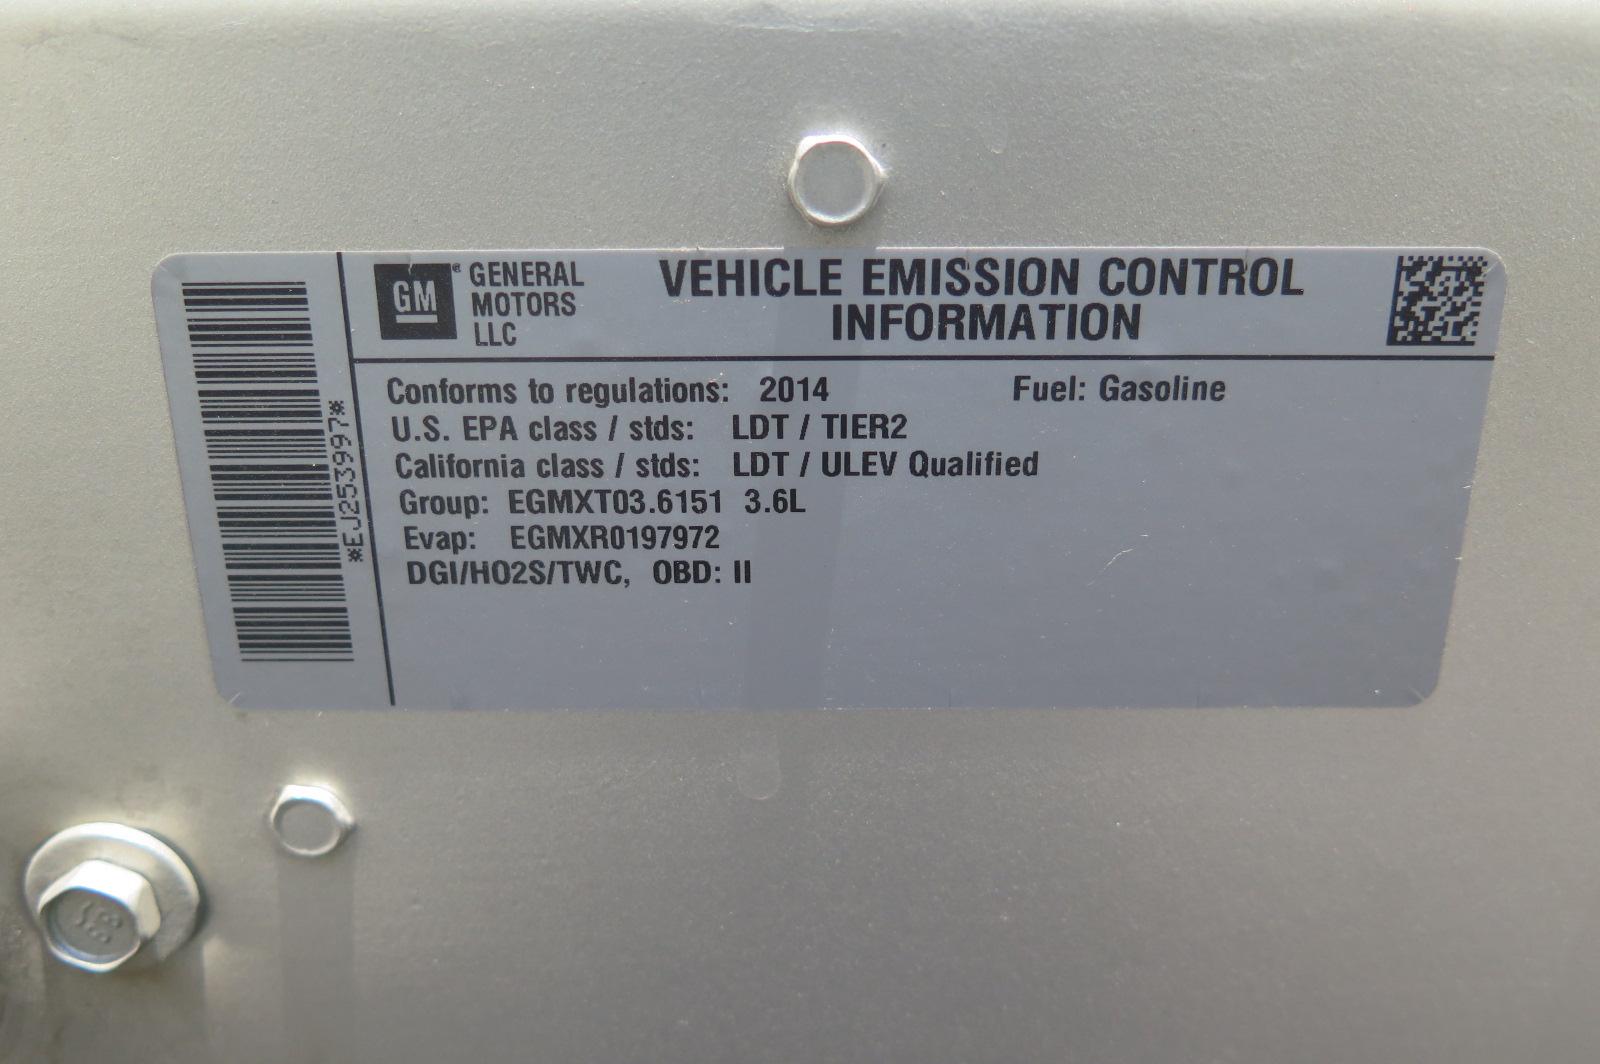 GM
GENERAL
MOTORS
LLC
VEHICLE EMISSION CONTROL
INFORMATION
*EJ253997*
Conforms to regulations: 2014 Fuel: Gasoline
U.S. EPA class / stds: LDT / TIER2
California class / stds: LDT / ULEV Qualified
Group: EGMXT03.6151 3.6L
Evap: EGMXR0197972
DGI/HO2S/TWC, OBD: II